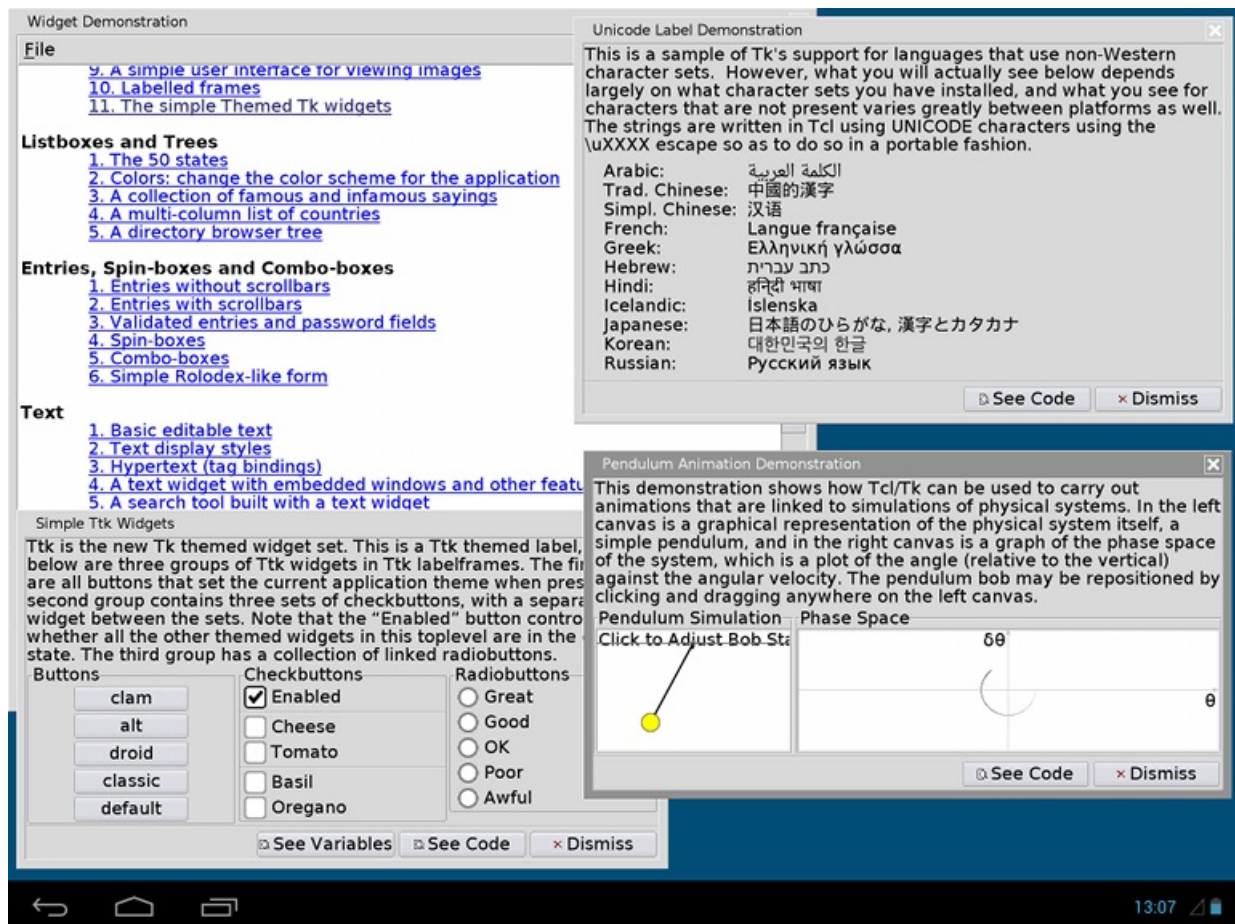 Widget Demonstration
File
9. A simple user interface for viewing images
10. Labelled frames
11. The simple Themed Tk widgets
Listboxes and Trees
1. The 50 states
2. Colors: change the color scheme for the application
3. A collection of famous and infamous sayings
4. A multi-column list of countries
5. A directory browser tree
Entries, Spin-boxes and Combo-boxes
1. Entries without scrollbars
2. Entries with scrollbars
3. Validated entries and password fields
4. Spin-boxes
5. Combo-boxes
6. Simple Rolodex-like form
Text
1. Basic editable text
2. Text display styles
3. Hypertext (tag bindings)
4. A text widget with embedded windows and other featu
5. A search tool built with a text widget
Unicode Label Demonstration
This is a sample of Tk's support for languages that use non-Western
character sets. However, what you will actually see below depends
largely on what character sets you have installed, and what you see for
characters that are not present varies greatly between platforms as well.
The strings are written in Tcl using UNICODE characters using the
\uXXXX escape so as to do so in a portable fashion.
Arabic: الكلمة العربية
Trad. Chinese: 中國的漢字
Simpl. Chinese: 汉语
French: Langue française
Greek: Ελληνική γλώσσα
Hebrew: כתב עברית
Hindi: हिन्दी भाषा
Icelandic: Íslenska
Japanese: 日本語のひらがな, 漢字とカタカナ
Korean: 대한민국의 한글
Russian: Русский язык
See Code Dismiss
Simple Ttk Widgets
Ttk is the new Tk themed widget set. This is a Ttk themed label,
below are three groups of Ttk widgets in Ttk labelframes. The fir
are all buttons that set the current application theme when pres
second group contains three sets of checkbuttons, with a separa
widget between the sets. Note that the “Enabled” button contro
whether all the other themed widgets in this toplevel are in the
state. The third group has a collection of linked radiobuttons.
Buttons
clam
alt
droid
classic
default
Checkbuttons
Enabled
Cheese
Tomato
Basil
Oregano
Radiobuttons
Great
Good
OK
Poor
Awful
See Variables See Code Dismiss
Pendulum Animation Demonstration
This demonstration shows how Tcl/Tk can be used to carry out
animations that are linked to simulations of physical systems. In the left
canvas is a graphical representation of the physical system itself, a
simple pendulum, and in the right canvas is a graph of the phase space
of the system, which is a plot of the angle (relative to the vertical)
against the angular velocity. The pendulum bob may be repositioned by
clicking and dragging anywhere on the left canvas.
Pendulum Simulation
Click to Adjust Bob Sta
Phase Space
δθ
θ
See Code Dismiss
13:07